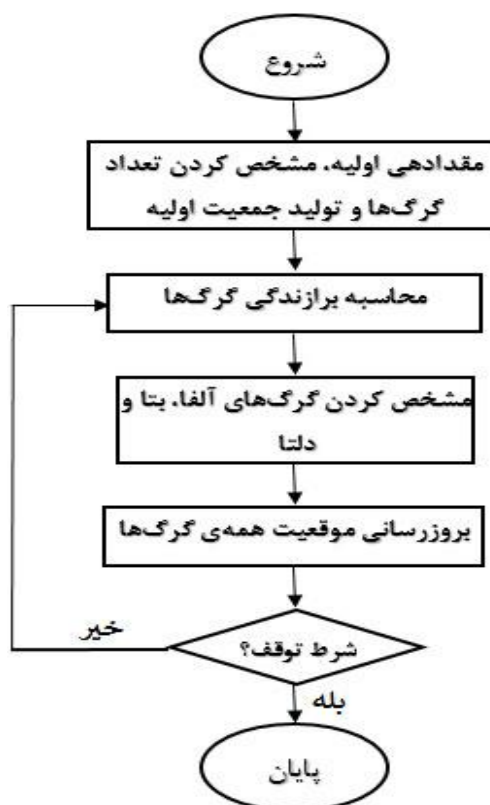 شروع
مقدادهی اولیه، مشخص کردن تعداد
گرگ‌ها و تولید جمعیت اولیه
محاسبه برازندگی گرگ‌ها
مشخص کردن گرگ‌های آلفا، بتا و
دلتا
بروزرسانی موقعیت همه‌ی گرگ‌ها
شرط توقف؟
خیر
بله
پایان